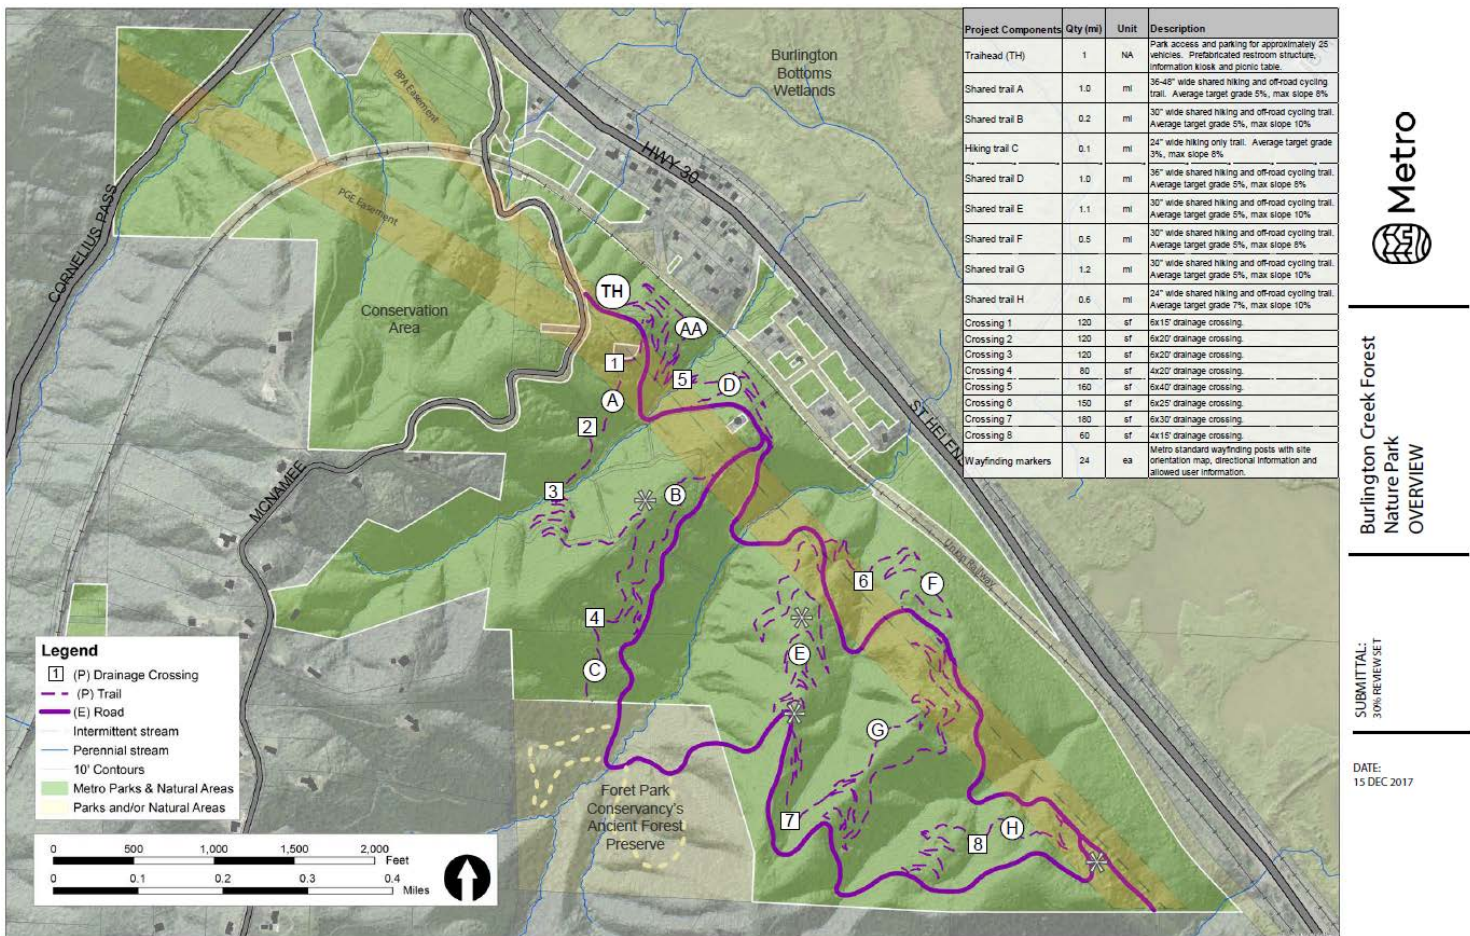 Project Components Qty (mi) Unit Description
Trailhead (TH) 1 NA Park access and parking for approximately 25
vehicles. Prefabricated restroom structure,
information kiosk and picnic table.
Shared trail A 1.0 mi 36-48" wide shared hiking and off-road cycling
trail. Average target grade 5%, max slope 8%
Shared trail B 0.2 mi 30" wide shared hiking and off-road cycling trail.
Average target grade 5%, max slope 10%
Hiking trail C 0.1 mi 24" wide hiking only trail. Average target grade
3%, max slope 8%
Shared trail D 1.0 mi 36" wide shared hiking and off-road cycling trail.
Average target grade 5%, max slope 8%
Shared trail E 1.1 mi 30" wide shared hiking and off-road cycling trail.
Average target grade 5%, max slope 10%
Shared trail F 0.5 mi 30" wide shared hiking and off-road cycling trail.
Average target grade 5%, max slope 8%
Shared trail G 1.2 mi 30" wide shared hiking and off-road cycling trail.
Average target grade 5%, max slope 10%
Shared trail H 0.6 mi 24" wide shared hiking and off-road cycling trail.
Average target grade 7%, max slope 10%
Crossing 1 120 sf 6x15' drainage crossing.
Crossing 2 120 sf 6x20' drainage crossing.
Crossing 3 120 sf 6x20' drainage crossing.
Crossing 4 80 sf 4x20' drainage crossing.
Crossing 5 160 sf 6x40' drainage crossing.
Crossing 6 150 sf 6x25' drainage crossing.
Crossing 7 180 sf 6x30' drainage crossing.
Crossing 8 60 sf 4x15' drainage crossing.
Wayfinding markers 24 ea Metro standard wayfinding posts with site
orientation map, directional information and
allowed user information.
Burlington
Bottoms
Wetlands
BPA Easement
HWY 30
CORNELIUS PASS
PGE Easement
Conservation
Area
TH
AA
1
5
D
A
2
ST HELEN
MCNAMEE
3
B
Union Railway
6
F
4
E
C
G
Foret Park
Conservancy's
Ancient Forest
Preserve
7
H
8
Legend
1 (P) Drainage Crossing
(P) Trail
(E) Road
Intermittent stream
Perennial stream
10' Contours
Metro Parks & Natural Areas
Parks and/or Natural Areas
0 500 1,000 1,500 2,000
Feet
0 0.1 0.2 0.3 0.4
Miles
Metro
Burlington Creek Forest
Nature Park
OVERVIEW
SUBMITTAL:
30% REVIEW SET
DATE:
15 DEC 2017